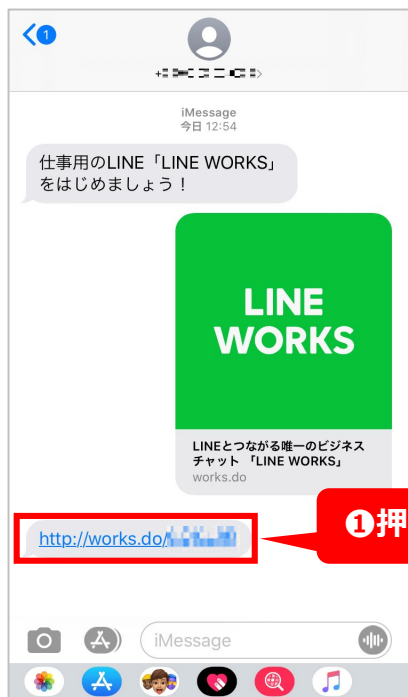 1
iMessage
今日 12:54
仕事用のLINE「LINE WORKS」
をはじめましょう！
LINE
WORKS
LINEとつながる唯一のビジネス
チャット 「LINE WORKS」
works.do
http://works.do/
❶押
iMessage